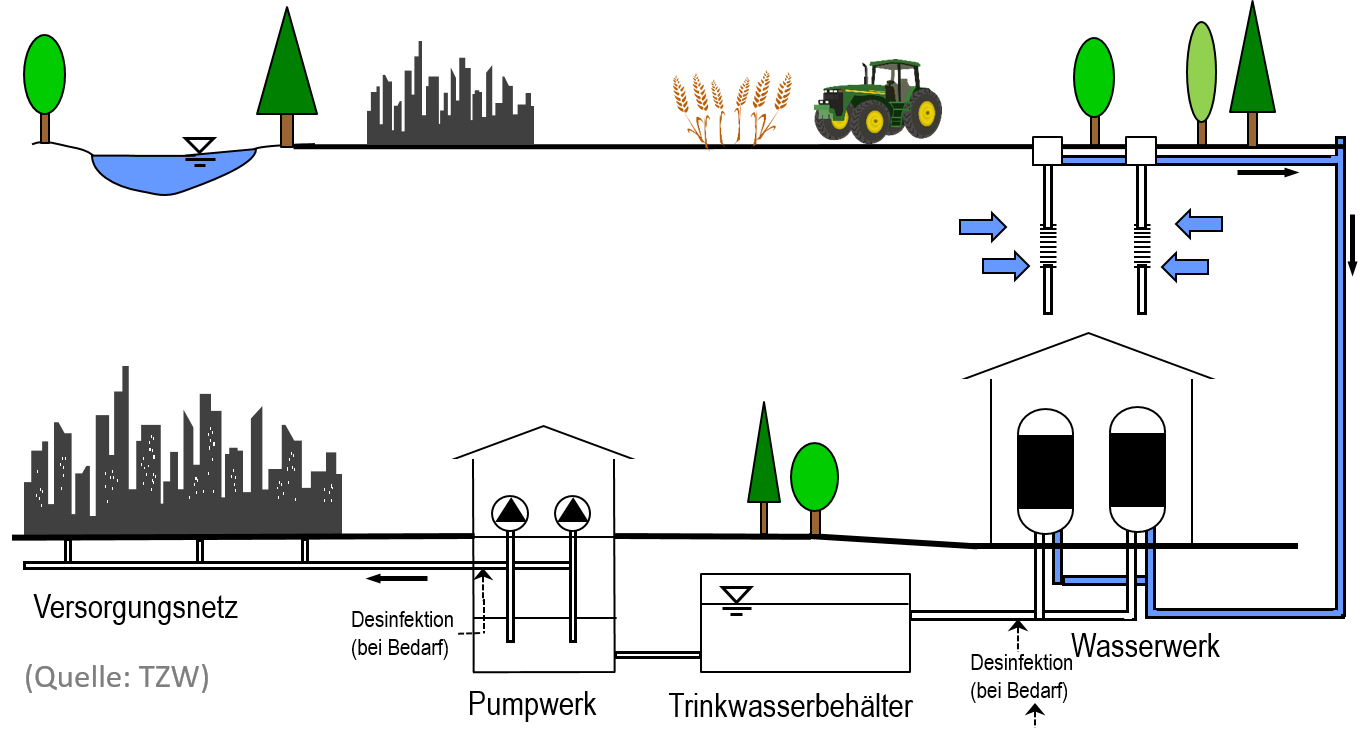 Versorgungsnetz
Desinfektion
(bei Bedarf)
(Quelle: TZW)
Pumpwerk
Trinkwasserbehälter
Desinfektion
(bei Bedarf)
Wasserwerk